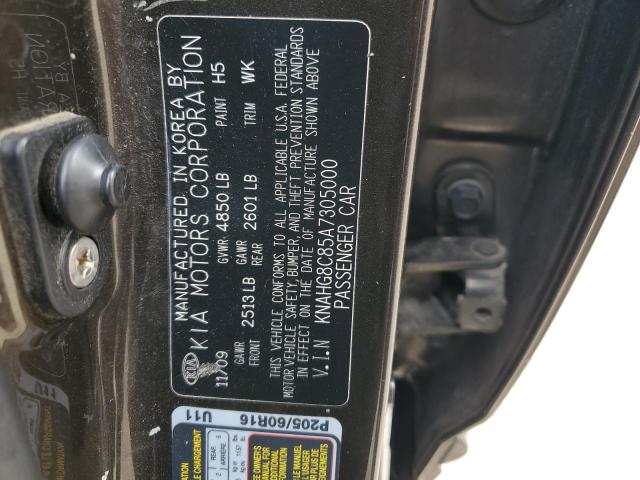 MANUFACTURED IN KOREA BY
KIA MOTORS CORPORATION
KIA
11/09
GVWR 4850 LB PAINT H5
GAWR FRONT 2513 LB GAWR REAR 2601 LB TRIM WK
THIS VEHICLE CONFORMS TO ALL APPLICABLE U.S.A. FEDERAL
MOTOR VEHICLE SAFETY, BUMPER, AND THEFT PREVENTION STANDARDS
IN EFFECT ON THE DATE OF MANUFACTURE SHOWN ABOVE
V.I.N KNAHG8C85A7305000
PASSENGER CAR
P205/60R16
U11